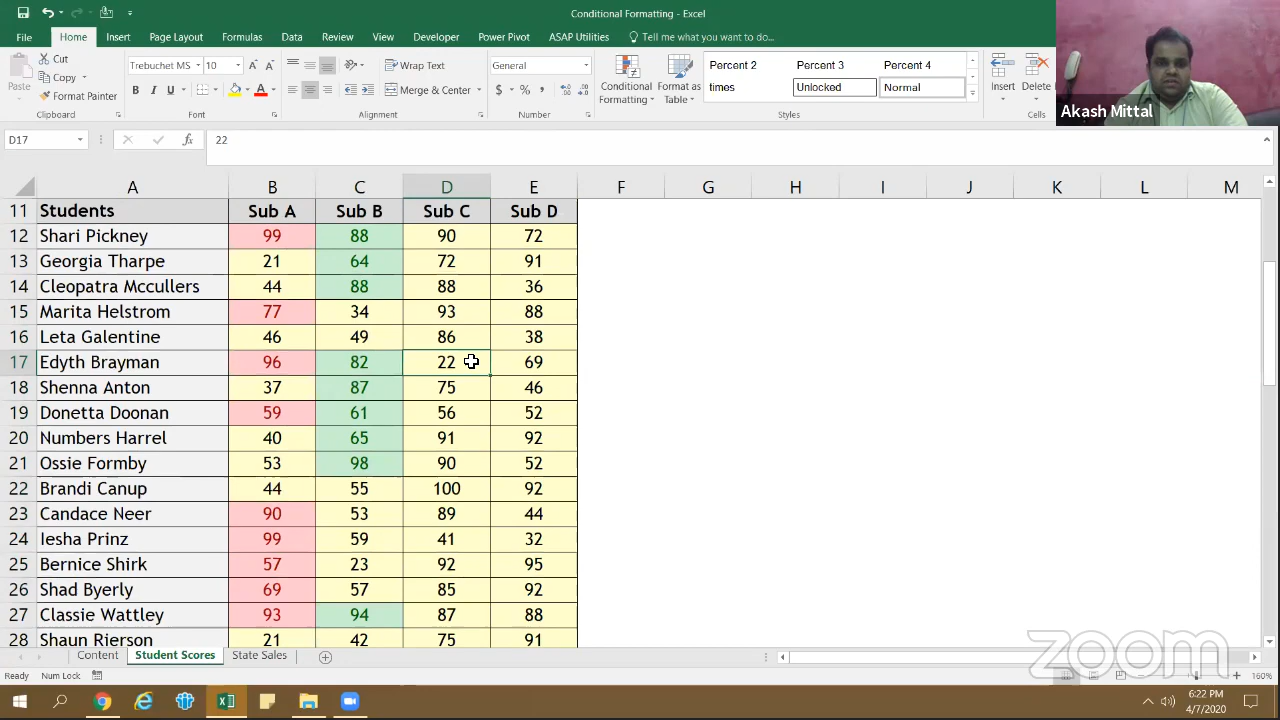 Conditional Formatting - Excel
File Home Insert Page Layout Formulas Data Review View Developer Power Pivot ASAP Utilities Tell me what you want to do...
Paste
Cut
Copy
Format Painter
Clipboard
Trebuchet MS 10
B I U
Font
Wrap Text
Merge & Center
Alignment
General
$ % ,
Number
Conditional Formatting
Format as Table
Percent 2 Percent 3 Percent 4
times Unlocked Normal
Styles
Insert Delete
Cells
Akash Mittal
D17 fx 22
A B C D E F G H I J K L M
11 Students Sub A Sub B Sub C Sub D
12 Shari Pickney 99 88 90 72
13 Georgia Tharpe 21 64 72 91
14 Cleopatra Mccullers 44 88 88 36
15 Marita Helstrom 77 34 93 88
16 Leta Galentine 46 49 86 38
17 Edyth Brayman 96 82 22 69
18 Shenna Anton 37 87 75 46
19 Donetta Doonan 59 61 56 52
20 Numbers Harrel 40 65 91 92
21 Ossie Formby 53 98 90 52
22 Brandi Canup 44 55 100 92
23 Candace Neer 90 53 89 44
24 Iesha Prinz 99 59 41 32
25 Bernice Shirk 57 23 92 95
26 Shad Byerly 69 57 85 92
27 Classie Wattley 93 94 87 88
28 Shaun Rierson 21 42 75 91
Content Student Scores State Sales
zoom
Ready Num Lock 160%
6:22 PM
4/7/2020